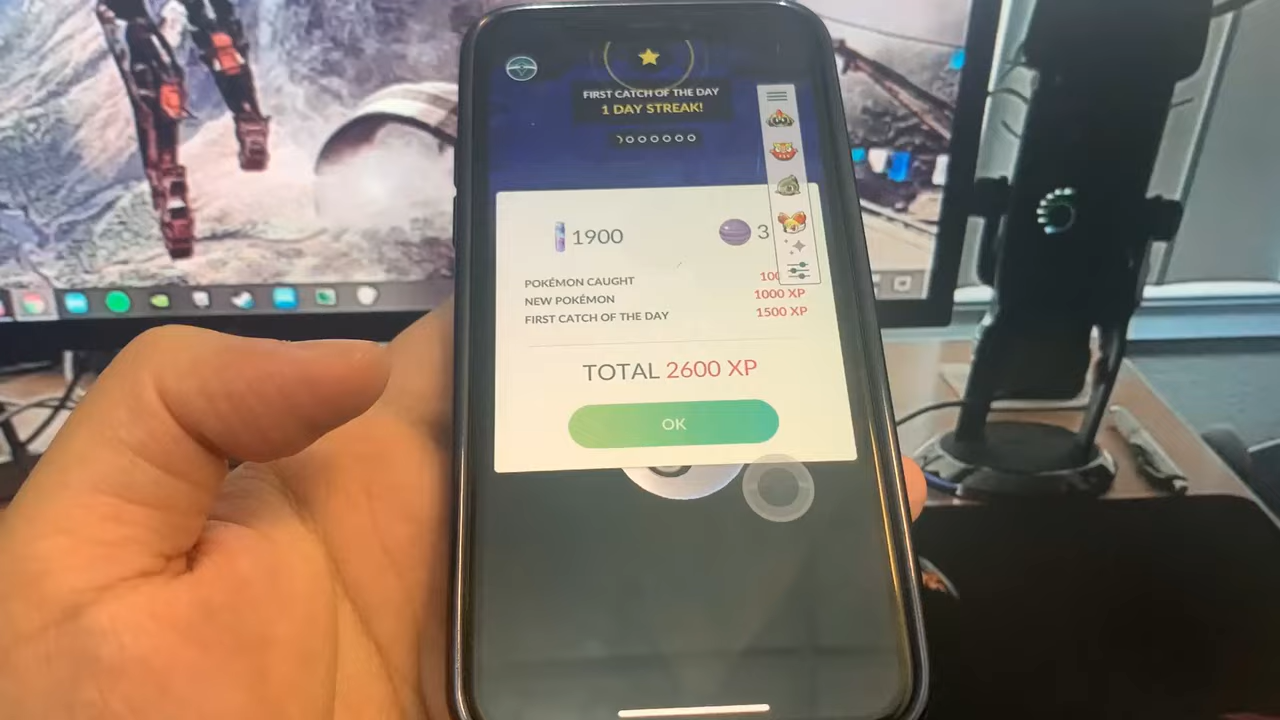 FIRST CATCH OF THE DAY
1 DAY STREAK!
1900
3
POKÉMON CAUGHT
NEW POKÉMON 1000 XP
FIRST CATCH OF THE DAY 1500 XP
TOTAL 2600 XP
OK